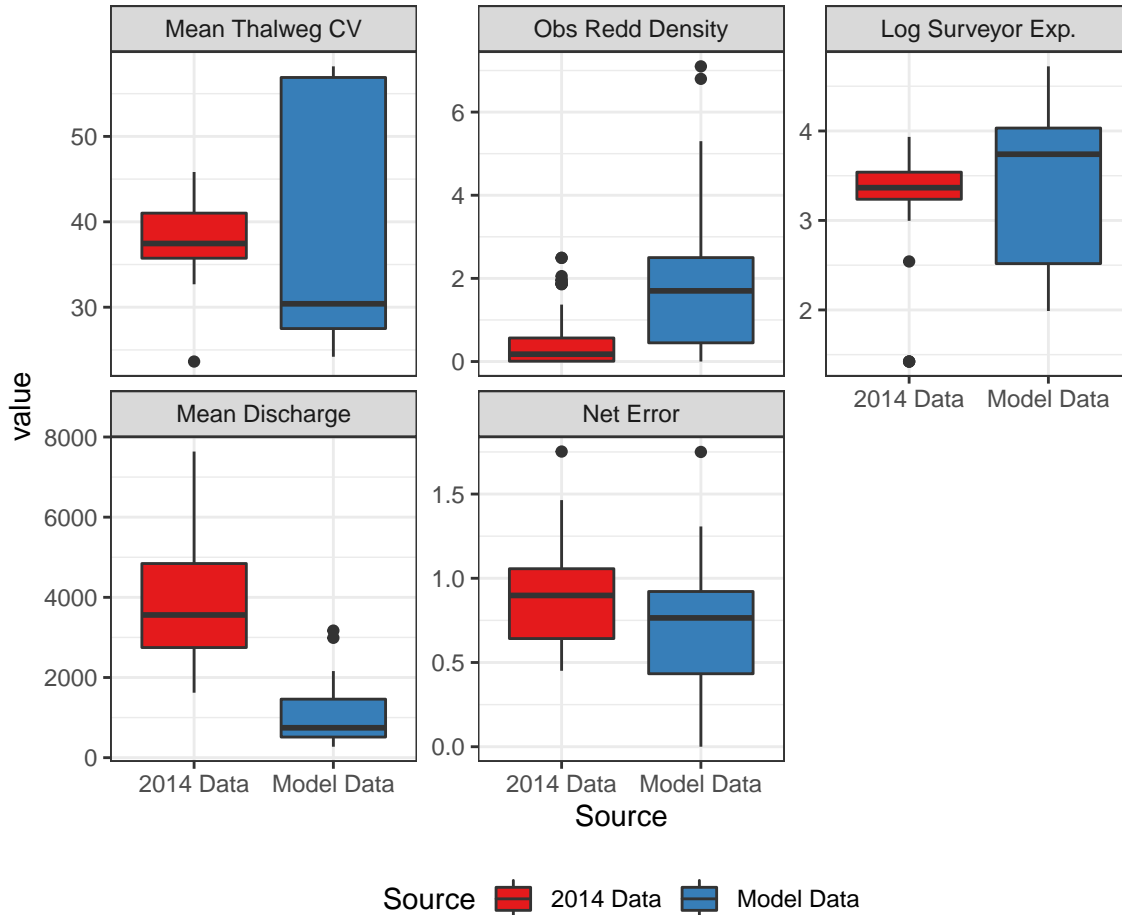 Mean Thalweg CV
Obs Redd Density
Log Surveyor Exp.
50
40
30
6
4
2
0
4
3
2
2014 Data Model Data
value
Mean Discharge
Net Error
8000
6000
4000
2000
0
1.5
1.0
0.5
0.0
2014 Data Model Data
2014 Data Model Data
Source
Source 2014 Data Model Data